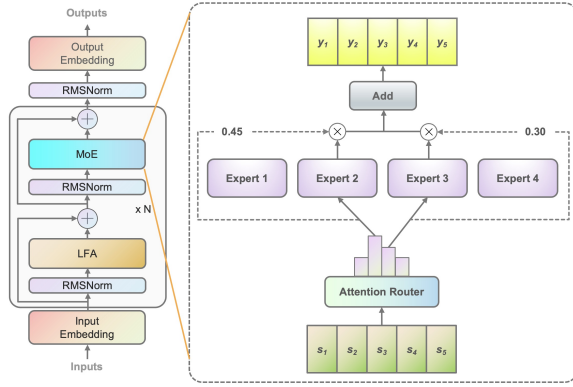 Outputs
Output
Embedding
RMSNorm
MoE
RMSNorm
x N
LFA
RMSNorm
Input
Embedding
Inputs
y1 y2 y3 y4 y5
Add
0.45 0.30
Expert 1 Expert 2 Expert 3 Expert 4
Attention Router
s1 s2 s3 s4 s5